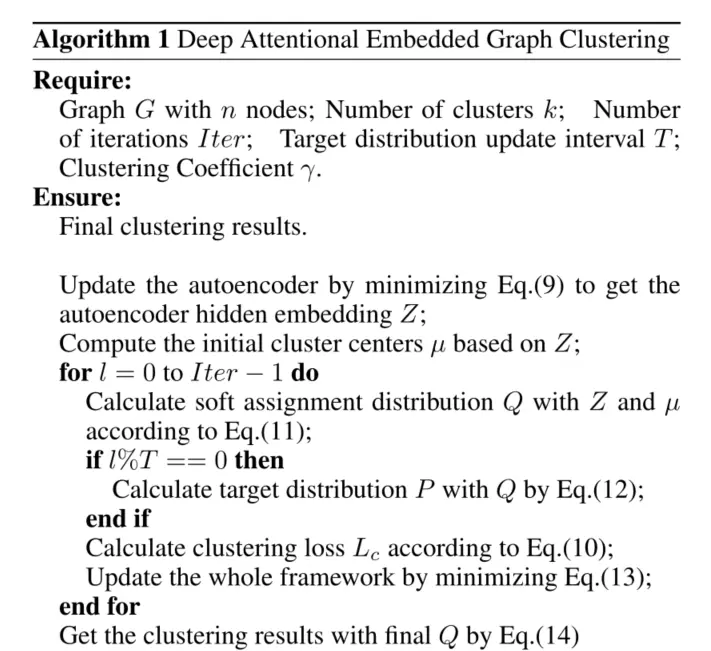 Algorithm 1 Deep Attentional Embedded Graph Clustering
Require:
Graph G with n nodes; Number of clusters k; Number
of iterations Iter; Target distribution update interval T;
Clustering Coefficient γ.
Ensure:
Final clustering results.
Update the autoencoder by minimizing Eq.(9) to get the
autoencoder hidden embedding Z;
Compute the initial cluster centers μ based on Z;
for l = 0 to Iter − 1 do
Calculate soft assignment distribution Q with Z and μ
according to Eq.(11);
if l%T == 0 then
Calculate target distribution P with Q by Eq.(12);
end if
Calculate clustering loss L_c according to Eq.(10);
Update the whole framework by minimizing Eq.(13);
end for
Get the clustering results with final Q by Eq.(14)